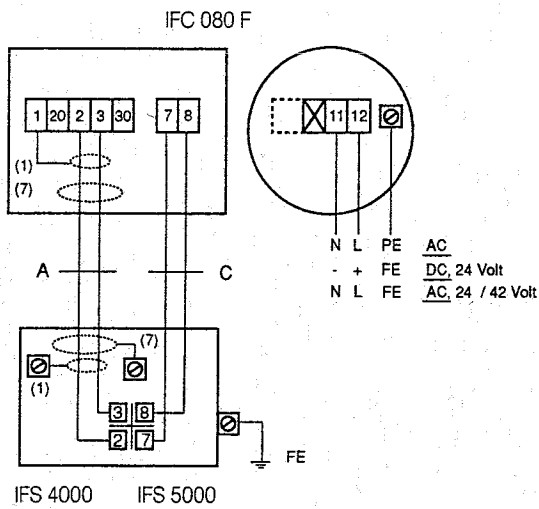 IFC 080 F
1 20 2 3 30 7 8
11 12
(1)
(7)
N L PE AC
- + FE DC, 24 Volt
N L FE AC, 24 / 42 Volt
A C
(7)
(1)
3 8
2 7
FE
IFS 4000 IFS 5000